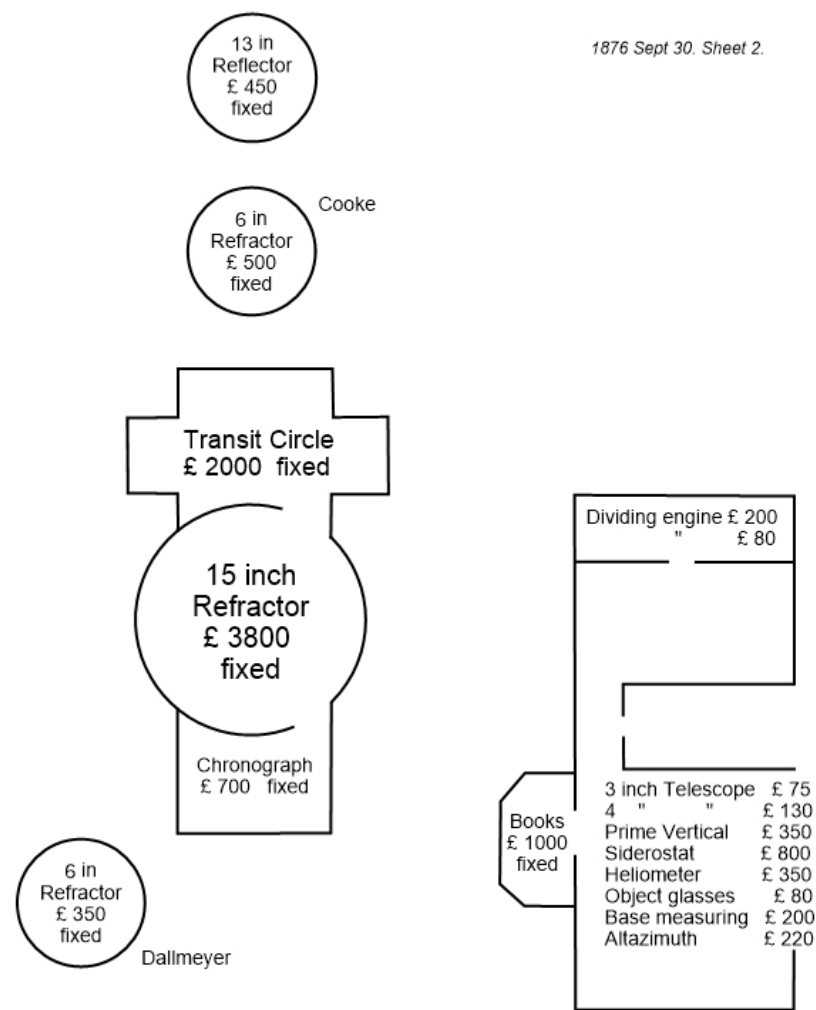 1876 Sept 30. Sheet 2.
13 in
Reflector
£ 450
fixed
Cooke
6 in
Refractor
£ 500
fixed
Transit Circle
£ 2000 fixed
15 inch
Refractor
£ 3800
fixed
Chronograph
£ 700 fixed
6 in
Refractor
£ 350
fixed
Dallmeyer
Dividing engine £ 200
" £ 80
Books
£ 1000
fixed
3 inch Telescope £ 75
4 " " £ 130
Prime Vertical £ 350
Siderostat £ 800
Heliometer £ 350
Object glasses £ 80
Base measuring £ 200
Altazimuth £ 220